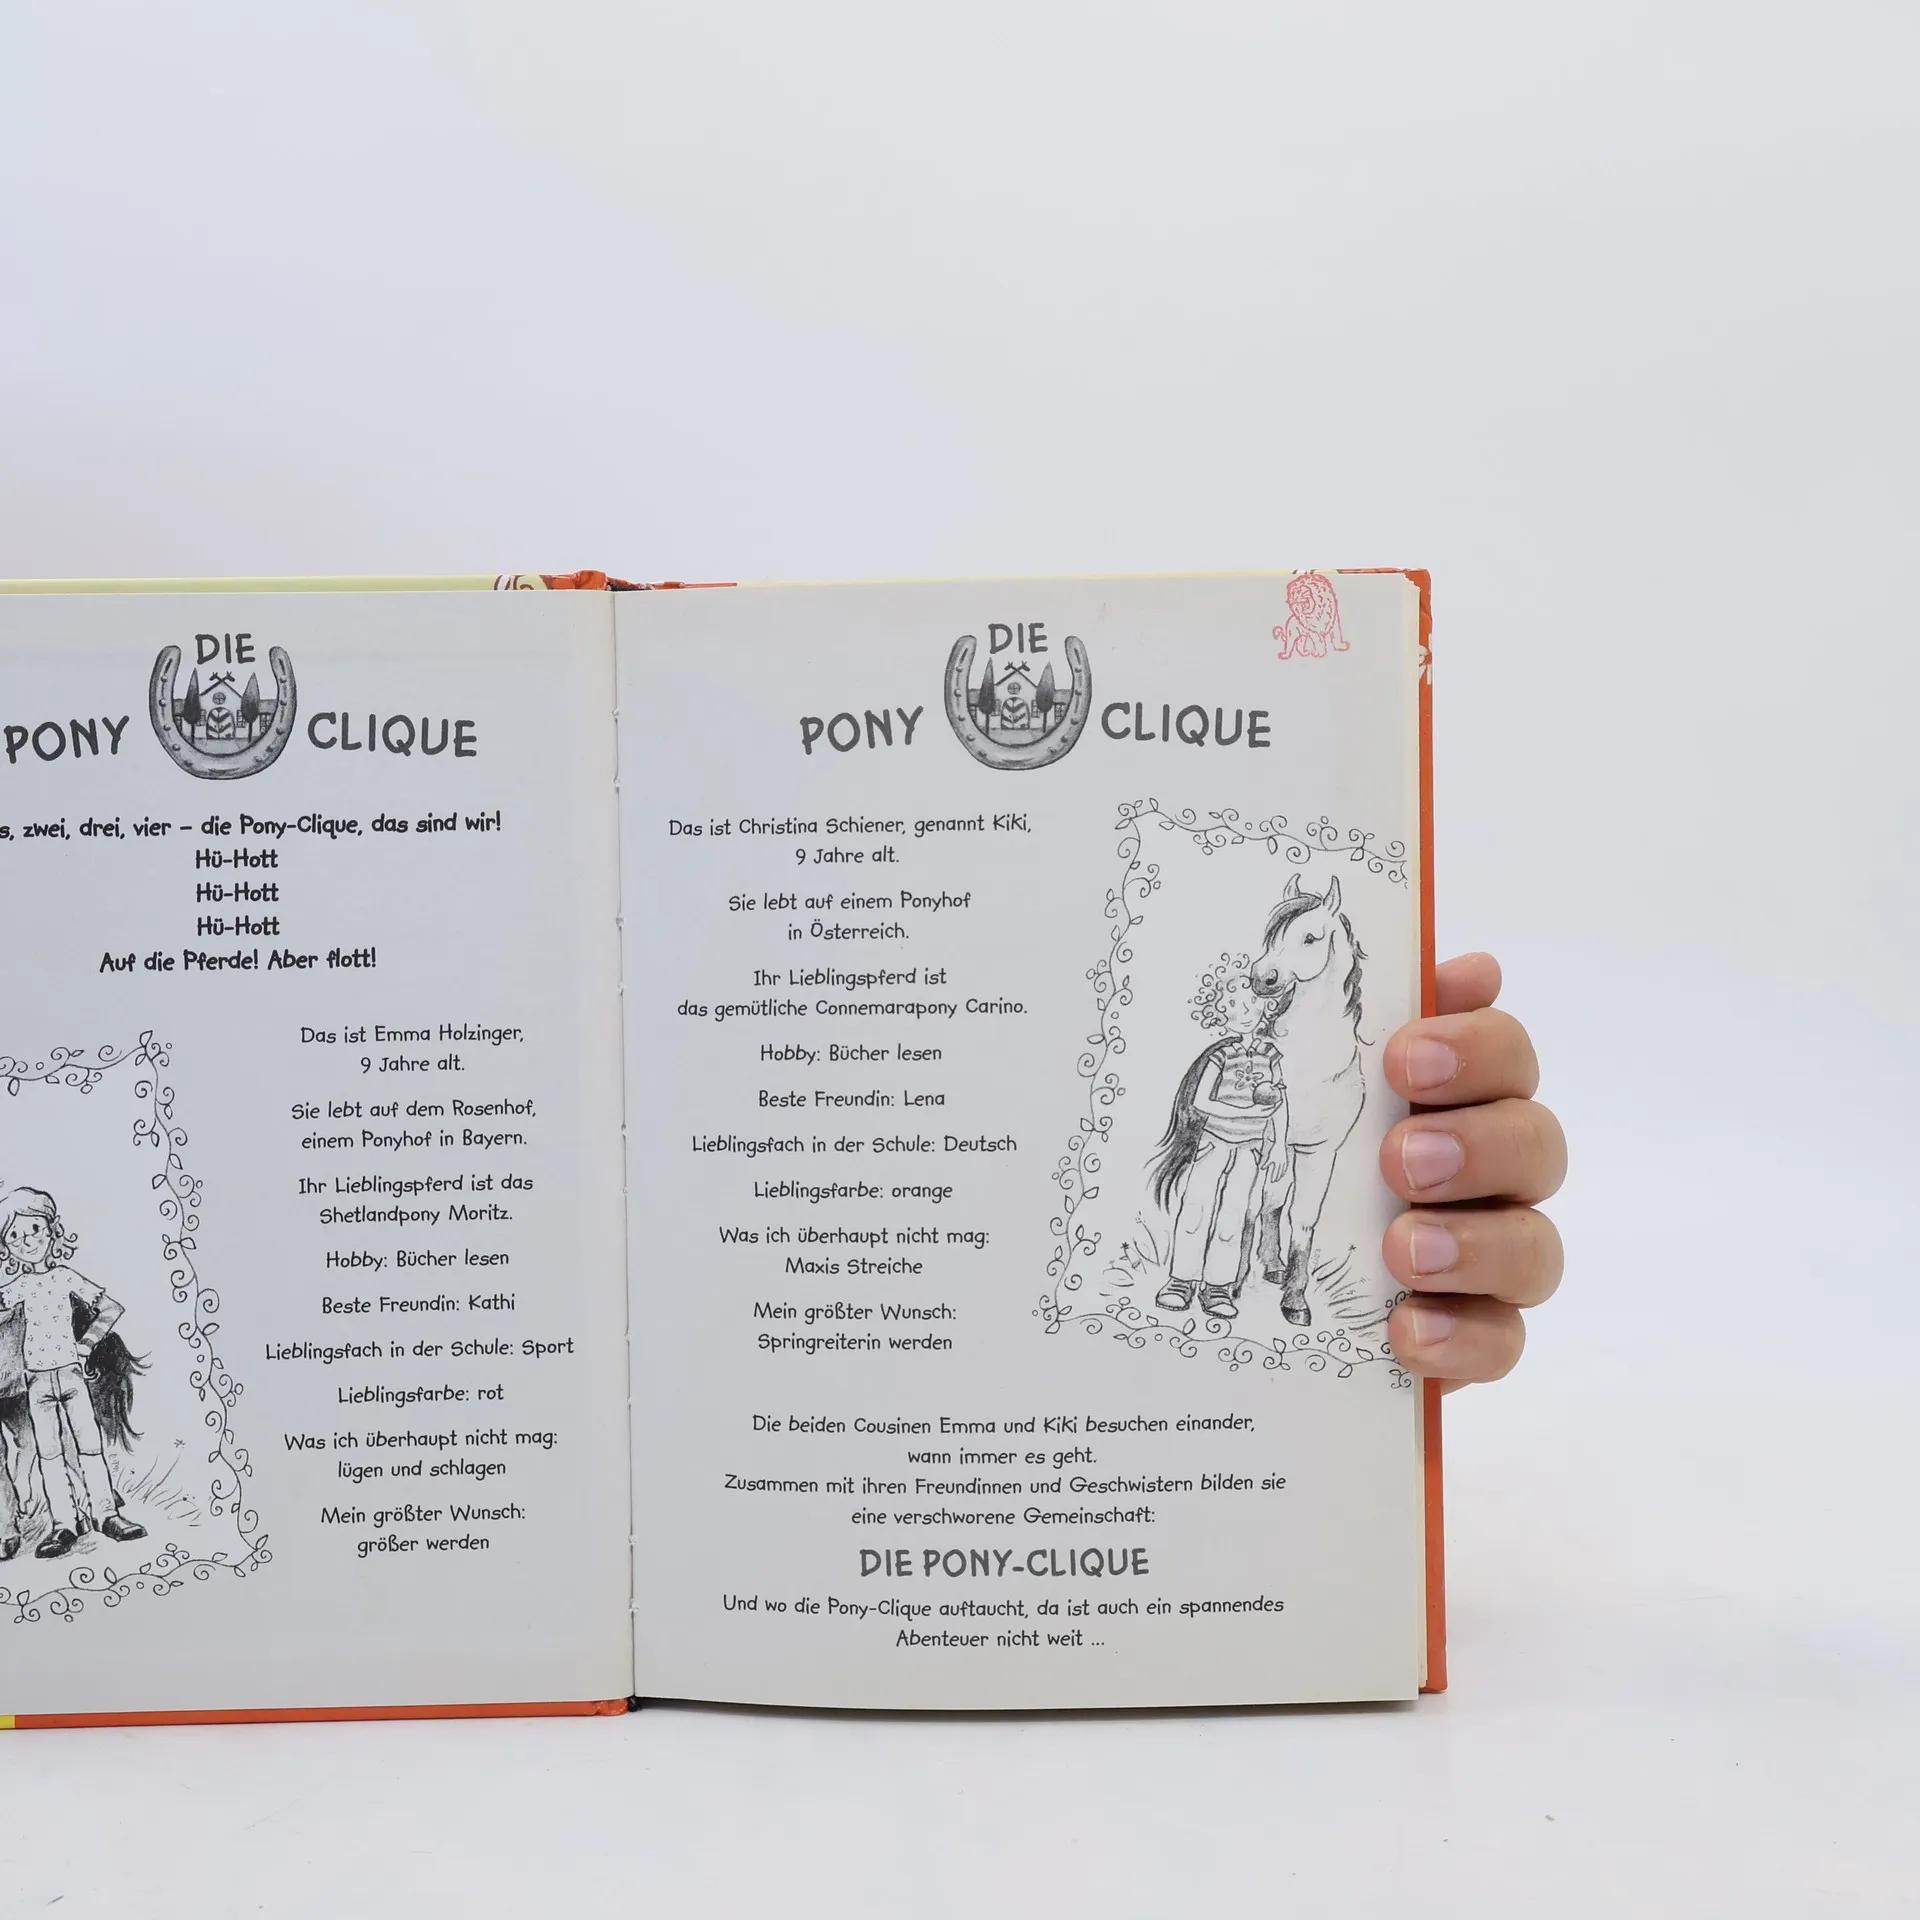 DIE
PONY CLIQUE
zwei, drei, vier – die Pony-Clique, das sind wir!
Hü-Hott
Hü-Hott
Hü-Hott
Auf die Pferde! Aber flott!
Das ist Emma Holzinger,
9 Jahre alt.
Sie lebt auf dem Rosenhof,
einem Ponyhof in Bayern.
Ihr Lieblingspferd ist das
Shetlandpony Moritz.
Hobby: Bücher lesen
Beste Freundin: Kathi
Lieblingsfach in der Schule: Sport
Lieblingsfarbe: rot
Was ich überhaupt nicht mag:
lügen und schlagen
Mein größter Wunsch:
größer werden
DIE
PONY CLIQUE
Das ist Christina Schiener, genannt Kiki,
9 Jahre alt.
Sie lebt auf einem Ponyhof
in Österreich.
Ihr Lieblingspferd ist
das gemütliche Connemarapony Carino.
Hobby: Bücher lesen
Beste Freundin: Lena
Lieblingsfach in der Schule: Deutsch
Lieblingsfarbe: orange
Was ich überhaupt nicht mag:
Maxis Streiche
Mein größter Wunsch:
Springreiterin werden
Die beiden Cousinen Emma und Kiki besuchen einander,
wann immer es geht.
Zusammen mit ihren Freundinnen und Geschwistern bilden sie
eine verschworene Gemeinschaft:
DIE PONY-CLIQUE
Und wo die Pony-Clique auftaucht, da ist auch ein spannendes
Abenteuer nicht weit ...